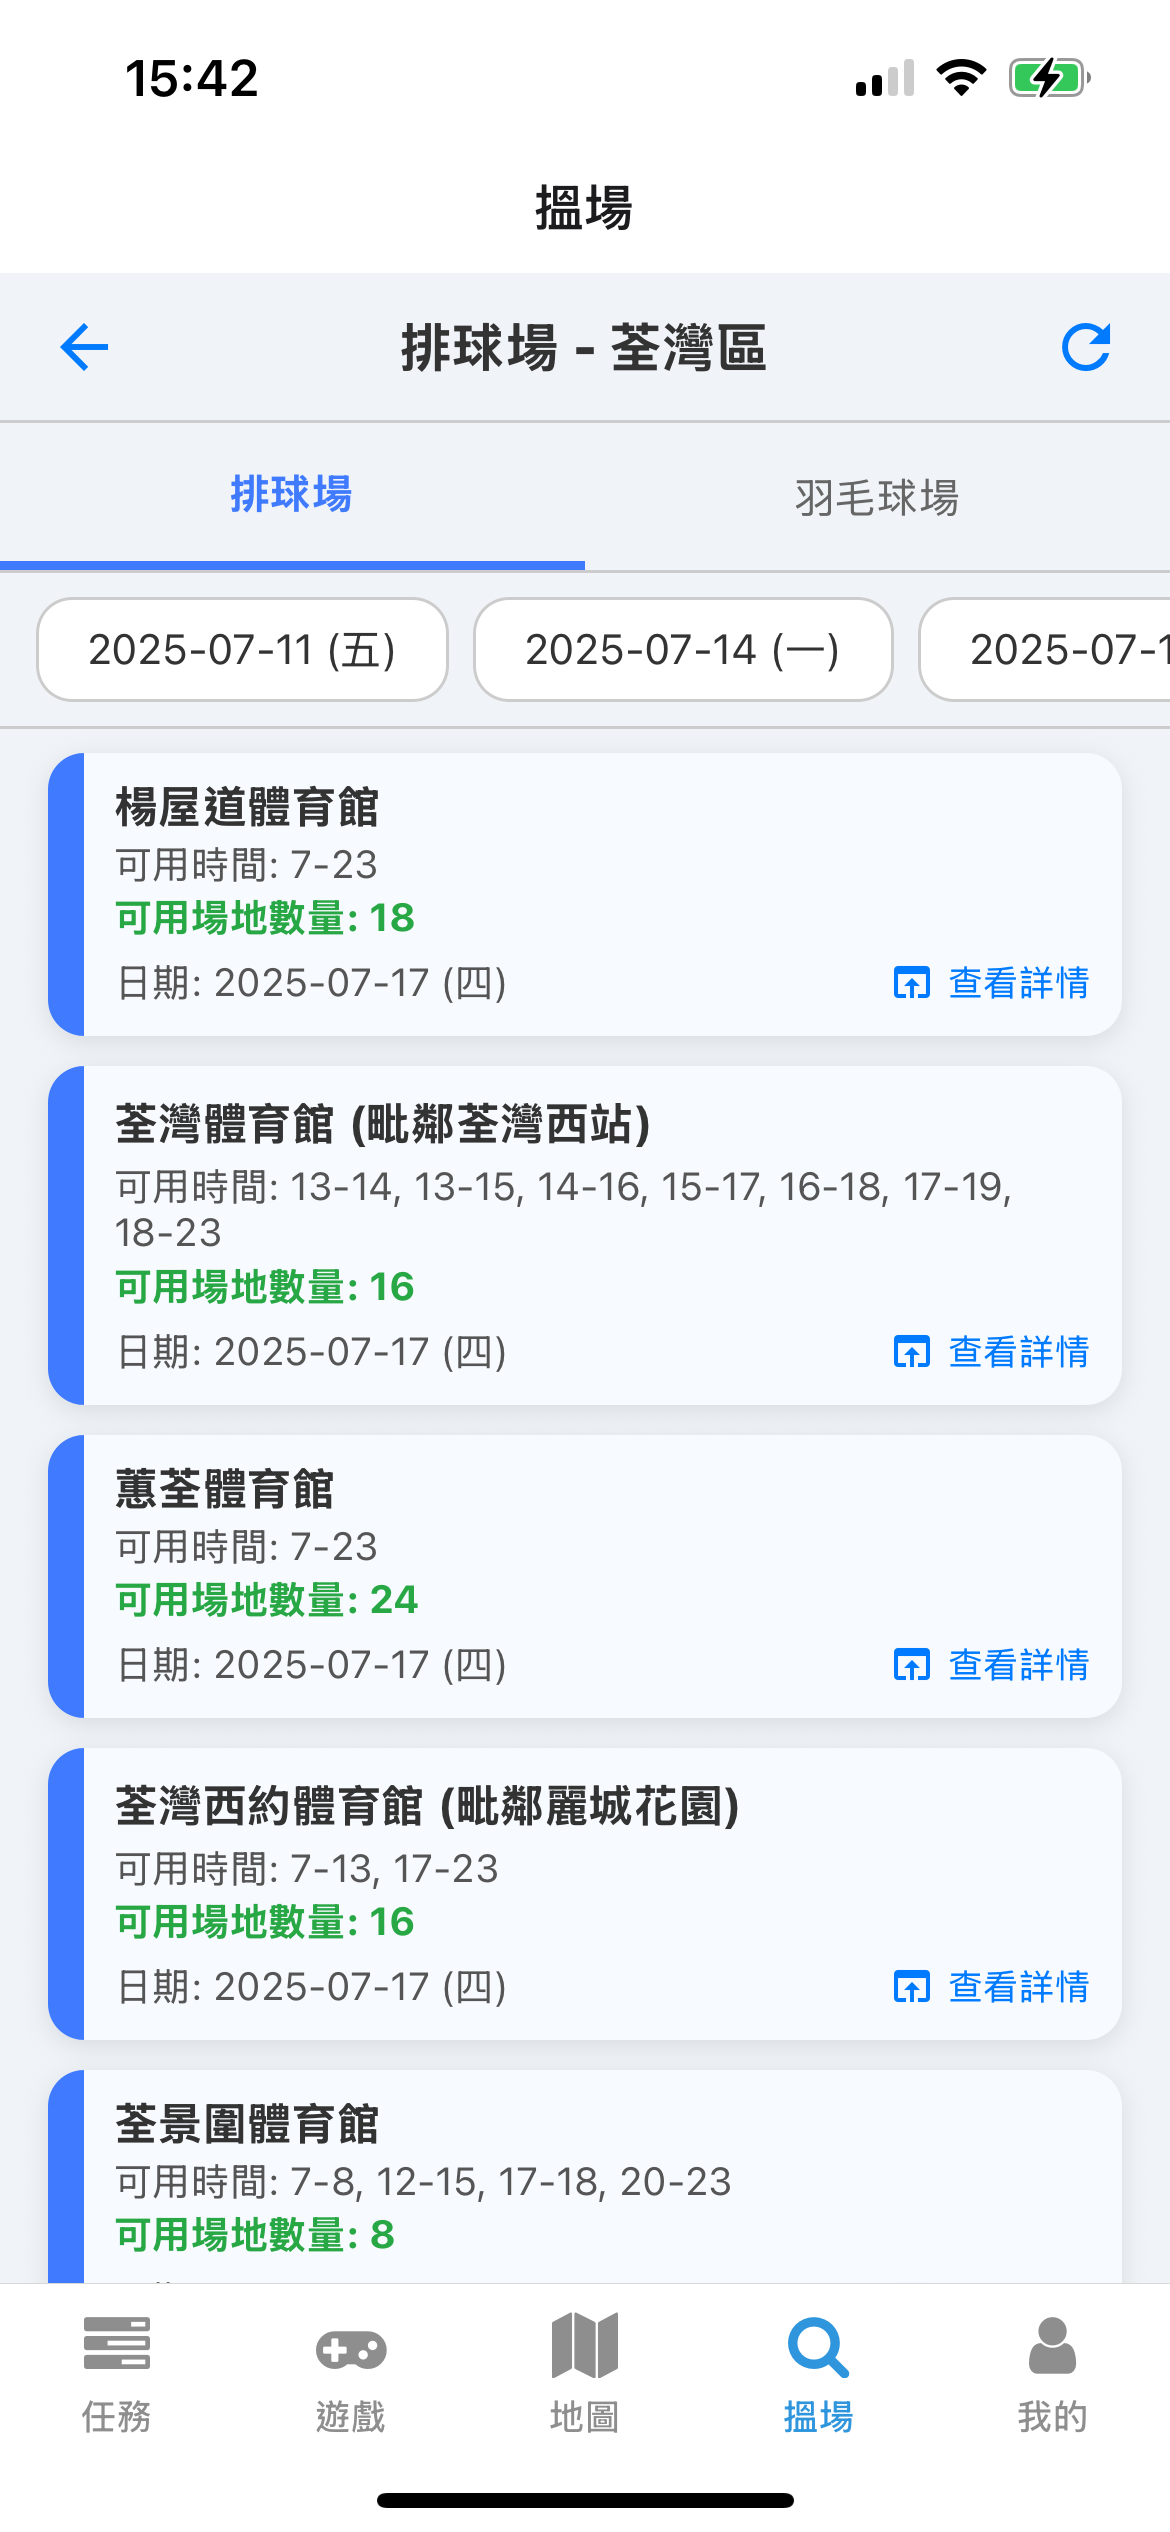 15:42
搵場
排球場 - 荃灣區
排球場
羽毛球場
2025-07-11 (五)
2025-07-14 (一)
2025-07-1
楊屋道體育館
可用時間: 7-23
可用場地數量: 18
日期: 2025-07-17 (四)
查看詳情
荃灣體育館 (毗鄰荃灣西站)
可用時間: 13-14, 13-15, 14-16, 15-17, 16-18, 17-19,
18-23
可用場地數量: 16
日期: 2025-07-17 (四)
查看詳情
蕙荃體育館
可用時間: 7-23
可用場地數量: 24
日期: 2025-07-17 (四)
查看詳情
荃灣西約體育館 (毗鄰麗城花園)
可用時間: 7-13, 17-23
可用場地數量: 16
日期: 2025-07-17 (四)
查看詳情
荃景圍體育館
可用時間: 7-8, 12-15, 17-18, 20-23
可用場地數量: 8
任務
遊戲
地圖
搵場
我的